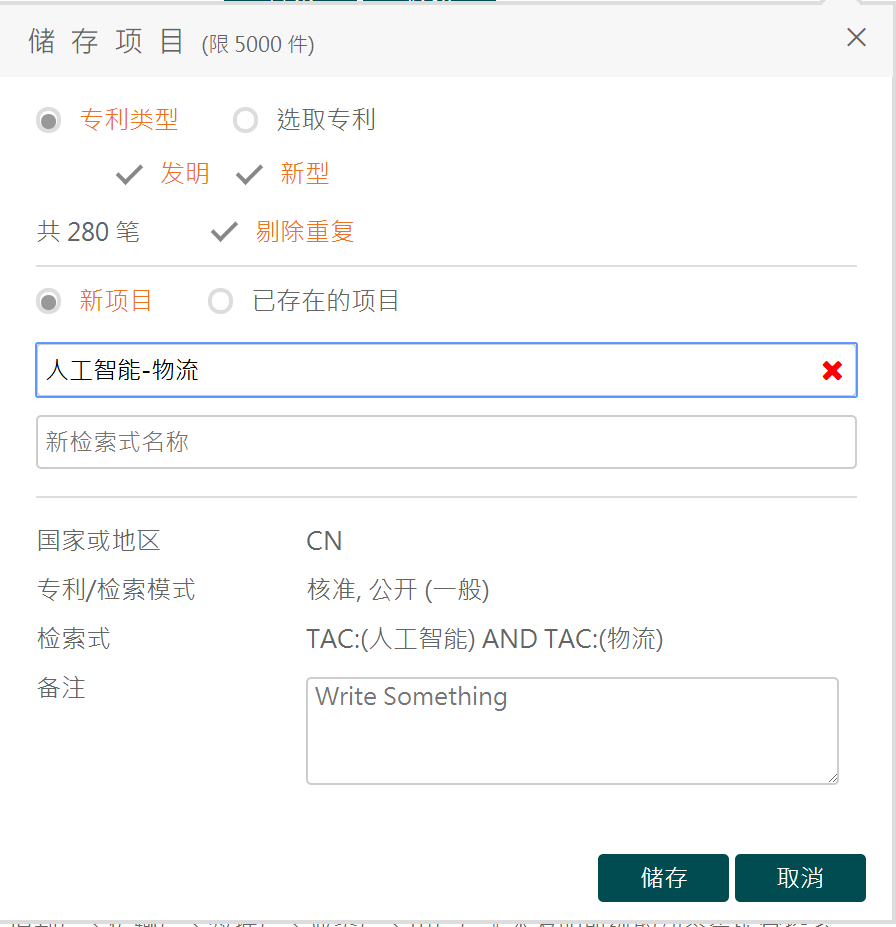 储存项目 (限 5000 件)
专利类型 选取专利
发明 新型
共 280 笔 剔除重复
新项目 已存在的项目
人工智能-物流
新检索式名称
国家或地区 CN
专利/检索模式 核准, 公开 (一般)
检索式 TAC:(人工智能) AND TAC:(物流)
备注 Write Something
储存 取消